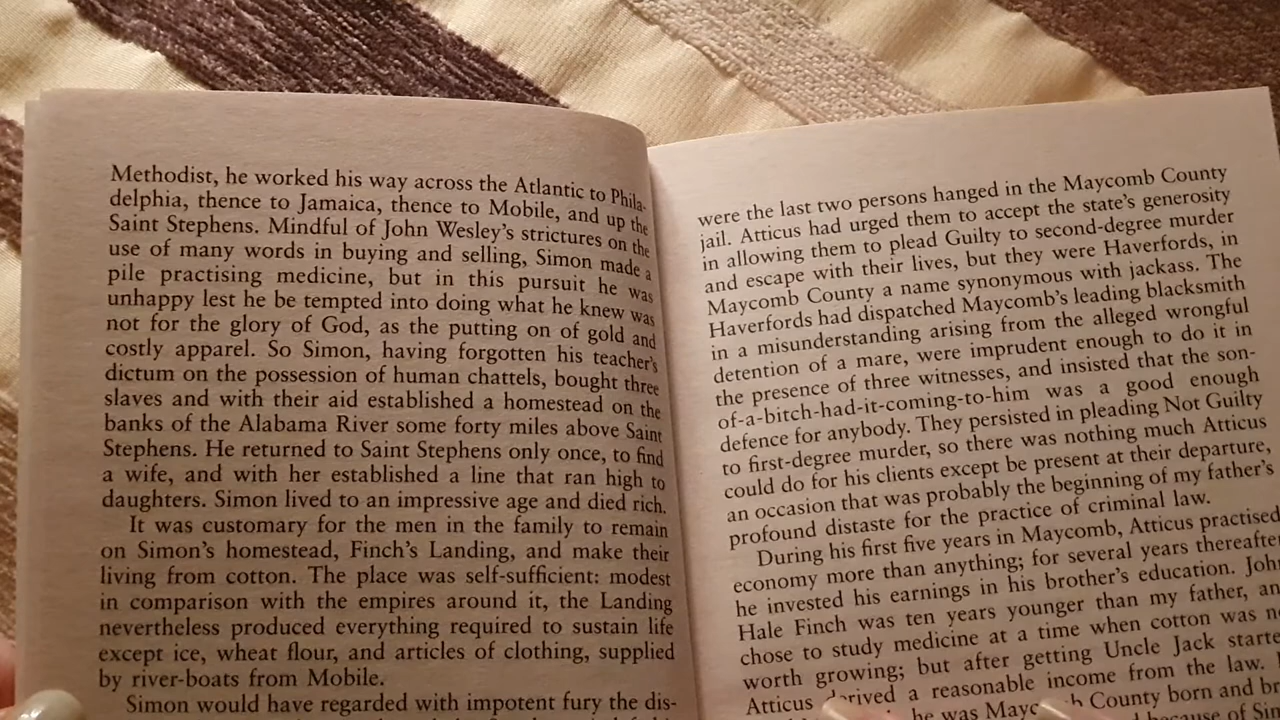 Methodist, he worked his way across the Atlantic to Phila-
delphia, thence to Jamaica, thence to Mobile, and up the
Saint Stephens. Mindful of John Wesley's strictures on the
use of many words in buying and selling, Simon made a
pile practising medicine, but in this pursuit he was
unhappy lest he be tempted into doing what he knew was
not for the glory of God, as the putting on of gold and
costly apparel. So Simon, having forgotten his teacher's
dictum on the possession of human chattels, bought three
slaves and with their aid established a homestead on the
banks of the Alabama River some forty miles above Saint
Stephens. He returned to Saint Stephens only once, to find
a wife, and with her established a line that ran high to
daughters. Simon lived to an impressive age and died rich.
It was customary for the men in the family to remain
on Simon's homestead, Finch's Landing, and make their
living from cotton. The place was self-sufficient: modest
in comparison with the empires around it, the Landing
nevertheless produced everything required to sustain life
except ice, wheat flour, and articles of clothing, supplied
by river-boats from Mobile.
Simon would have regarded with impotent fury the dis-
were the last two persons hanged in the Maycomb County
jail. Atticus had urged them to accept the state's generosity
in allowing them to plead Guilty to second-degree murder
and escape with their lives, but they were Haverfords, in
Maycomb County a name synonymous with jackass. The
Haverfords had dispatched Maycomb's leading blacksmith
in a misunderstanding arising from the alleged wrongful
detention of a mare, were imprudent enough to do it in
the presence of three witnesses, and insisted that the son-
of-a-bitch-had-it-coming-to-him was a good enough
defence for anybody. They persisted in pleading Not Guilty
to first-degree murder, so there was nothing much Atticus
could do for his clients except be present at their departure,
an occasion that was probably the beginning of my father's
profound distaste for the practice of criminal law.
During his first five years in Maycomb, Atticus practised
economy more than anything; for several years thereafter
he invested his earnings in his brother's education. John
Hale Finch was ten years younger than my father, an
chose to study medicine at a time when cotton was n
worth growing; but after getting Uncle Jack starte
Atticus a reasonable income from the law.
he was County born and br
because of Sim